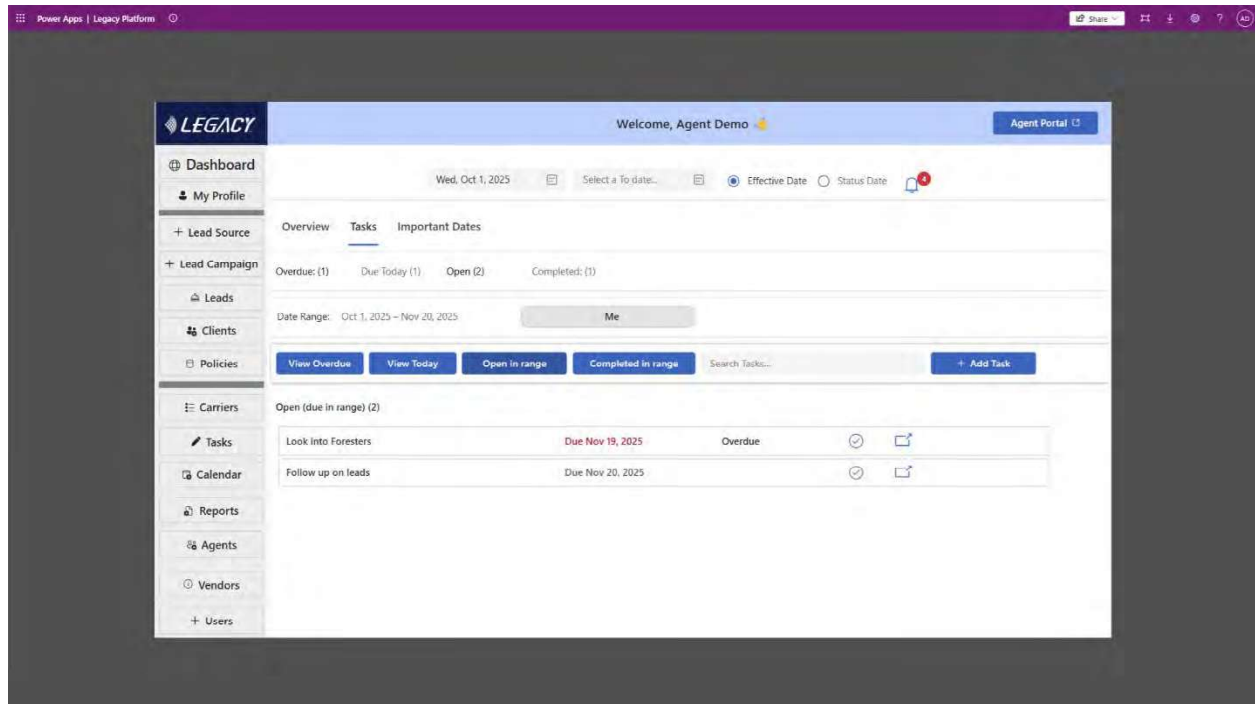 Power Apps | Legacy Platform
Share
?
AD
LEGACY
Welcome, Agent Demo
Agent Portal
Dashboard
My Profile
+ Lead Source
+ Lead Campaign
Leads
Clients
Policies
Carriers
Tasks
Calendar
Reports
Agents
Vendors
+ Users
Wed, Oct 1, 2025
Select a To date...
Effective Date
Status Date
4
Overview Tasks Important Dates
Overdue: (1) Due Today (1) Open (2) Completed: (1)
Date Range: Oct 1, 2025 – Nov 20, 2025
Me
View Overdue View Today Open in range Completed in range Search Tasks... + Add Task
Open (due in range) (2)
Look into Foresters Due Nov 19, 2025 Overdue
Follow up on leads Due Nov 20, 2025